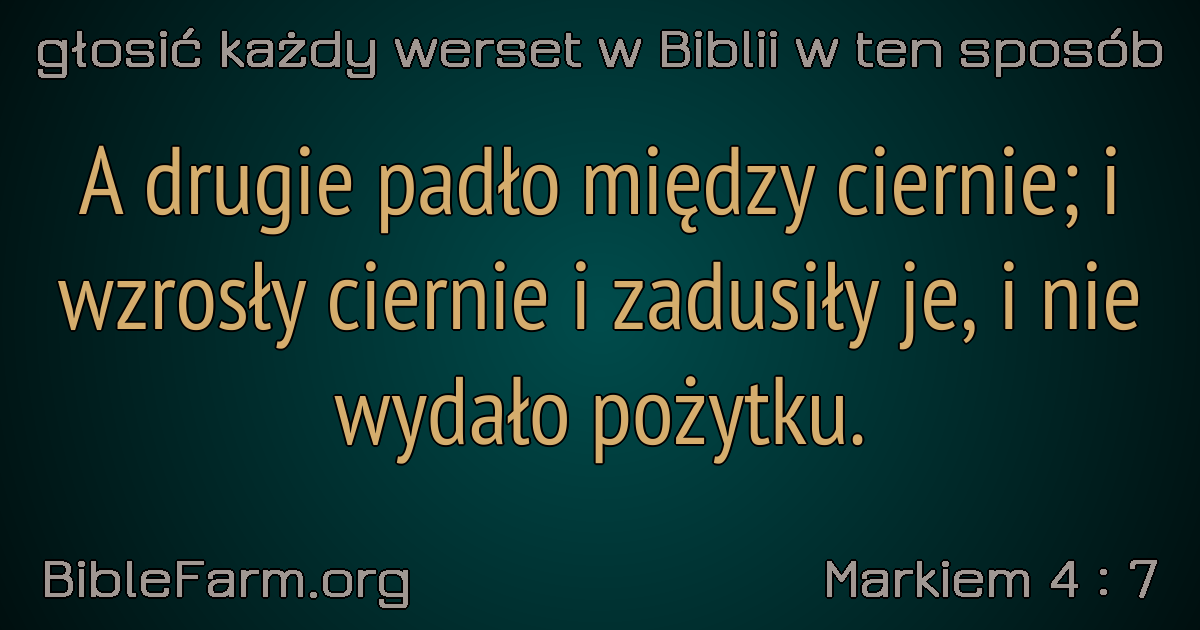 głosić każdy werset w Biblii w ten sposób
A drugie padło między ciernie; i
wzrosły ciernie i zadusiły je, i nie
wydało pożytku.
BibleFarm.org
Markiem 4 : 7